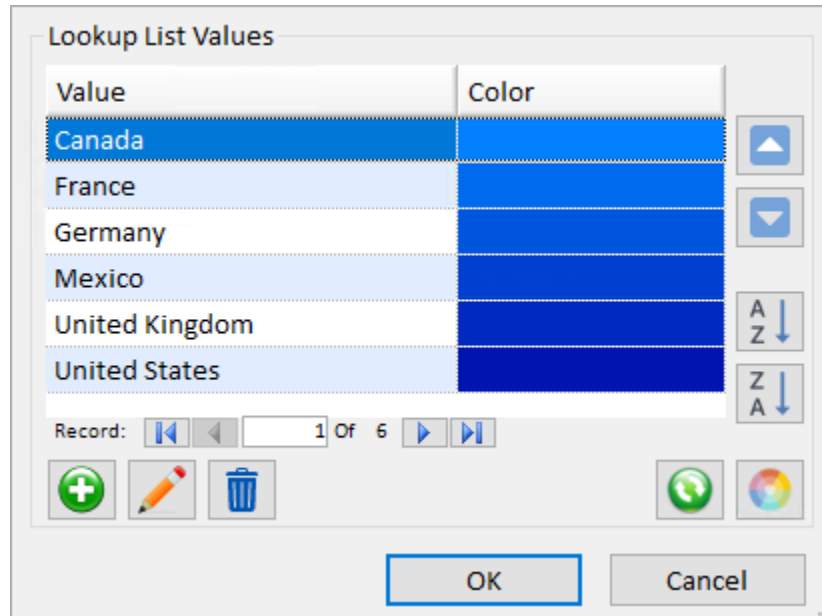 Lookup List Values
Value Color
Canada
France
Germany
Mexico
United Kingdom
United States
A
Z
Z
A
Record: 1 Of 6
OK Cancel